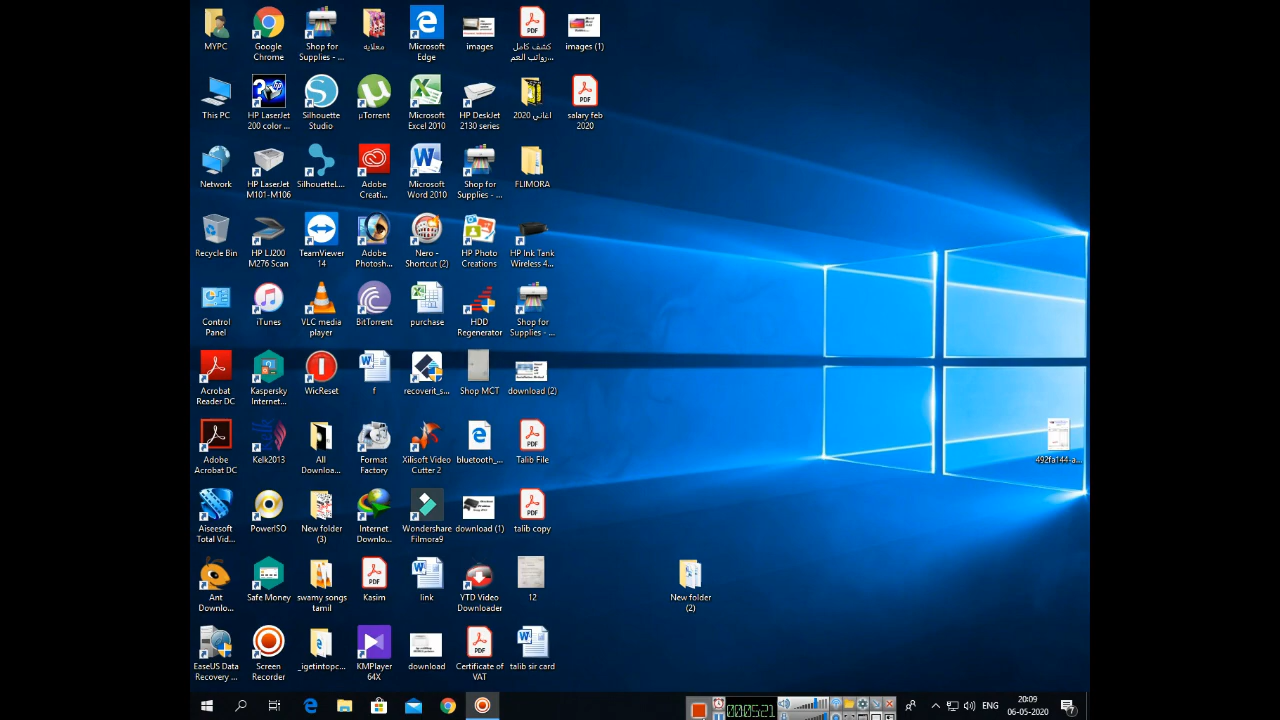 MYPC
Google
Chrome
Shop for
Supplies - ...
معلايه
Microsoft
Edge
images
كشف كامل
رواتب العم...
images (1)
This PC
HP LaserJet
200 color ...
Silhouette
Studio
µTorrent
Microsoft
Excel 2010
HP DeskJet
2130 series
اغاني 2020
salary feb
2020
Network
HP LaserJet
M101-M106
SilhouetteL...
Adobe
Creati...
Microsoft
Word 2010
Shop for
Supplies - ...
FLIMORA
Recycle Bin
HP LJ200
M276 Scan
TeamViewer
14
Adobe
Photosh...
Nero -
Shortcut (2)
HP Photo
Creations
HP Ink Tank
Wireless 4...
Control
Panel
iTunes
VLC media
player
BitTorrent
purchase
HDD
Regenerator
Shop for
Supplies - ...
Acrobat
Reader DC
Kaspersky
Internet...
WicReset
f
recoverit_s...
Shop MCT
download (2)
Adobe
Acrobat DC
Kelk2013
All
Downloa...
Format
Factory
Xilisoft Video
Cutter 2
bluetooth_...
Talib File
492fa144-a...
Aiseesoft
Total Vid...
PowerISO
New folder
(3)
Internet
Downlo...
Wondershare
Filmora9
download (1)
talib copy
Ant
Downlo...
Safe Money
swamy songs
tamil
Kasim
link
YTD Video
Downloader
12
New folder
(2)
EaseUS Data
Recovery ...
Screen
Recorder
_igetintopc...
KMPlayer
64X
download
Certificate of
VAT
talib sir card
000521
ENG
20:09
06-05-2020